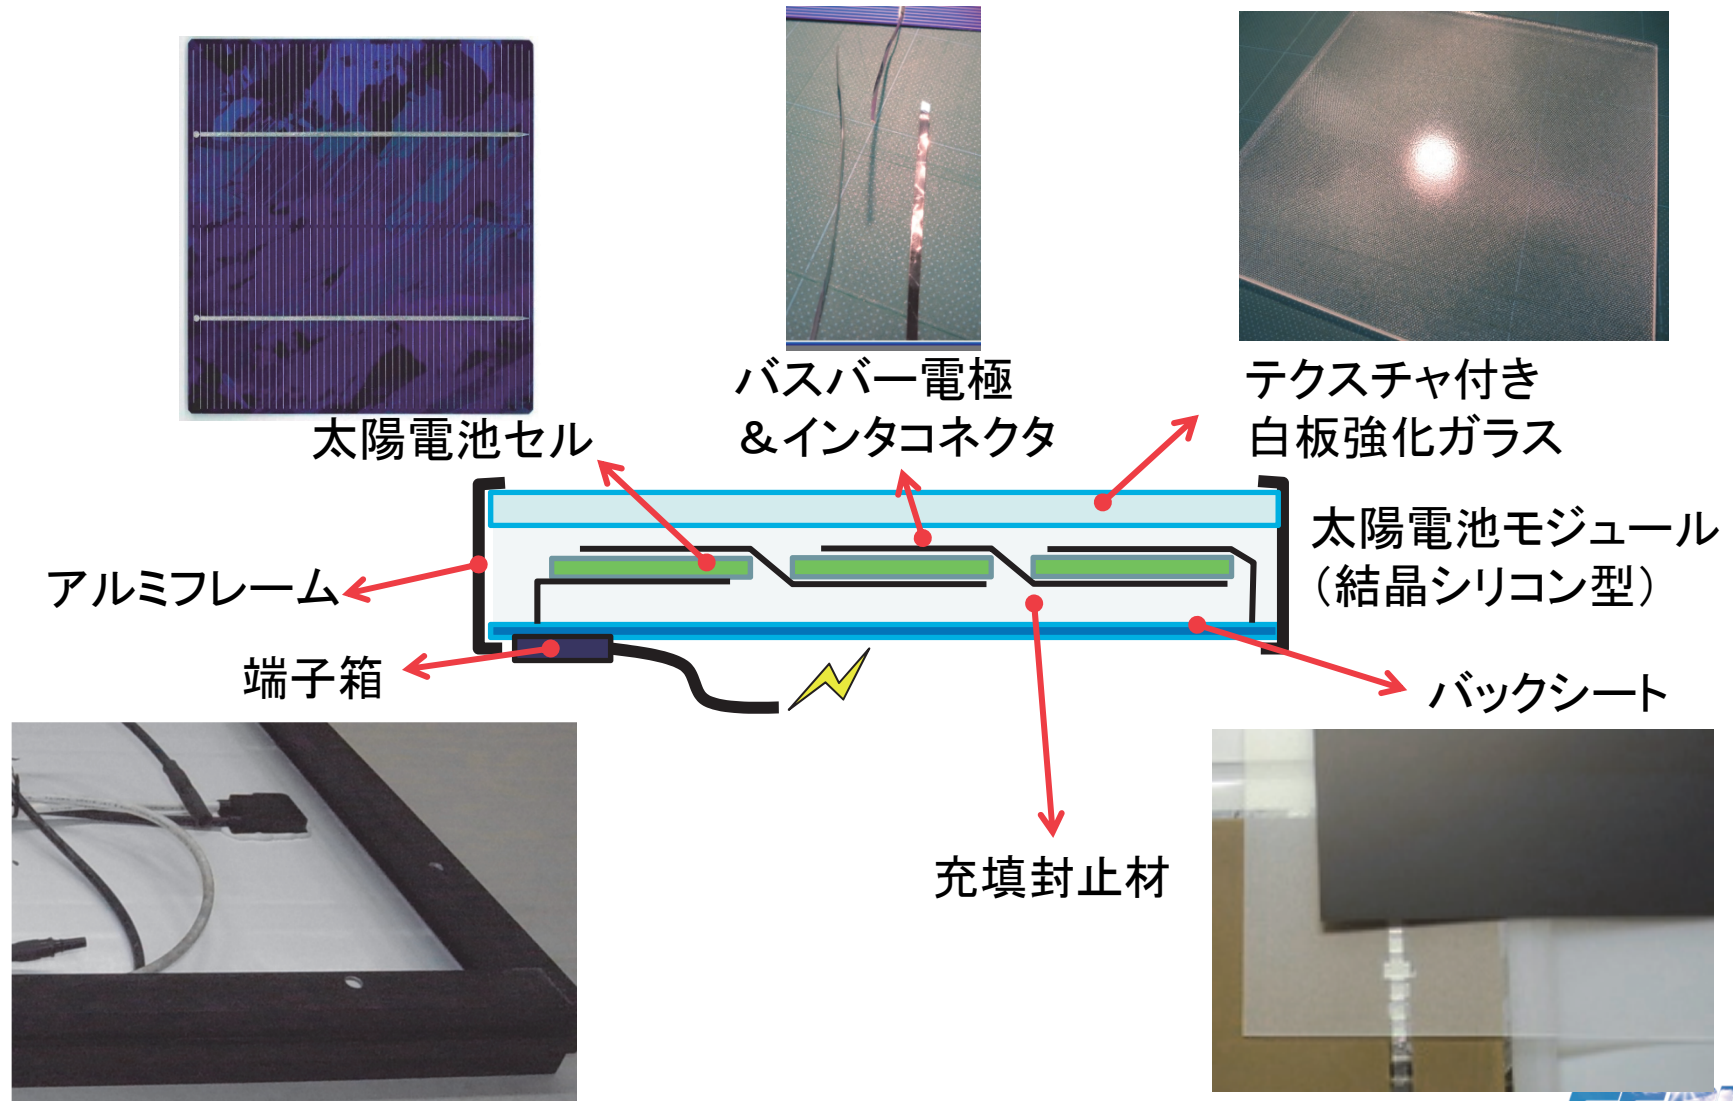 太陽電池セル
バスバー電極
＆インタコネクタ
テクスチャ付き
白板強化ガラス
太陽電池モジュール
（結晶シリコン型）
アルミフレーム
端子箱
バックシート
充填封止材